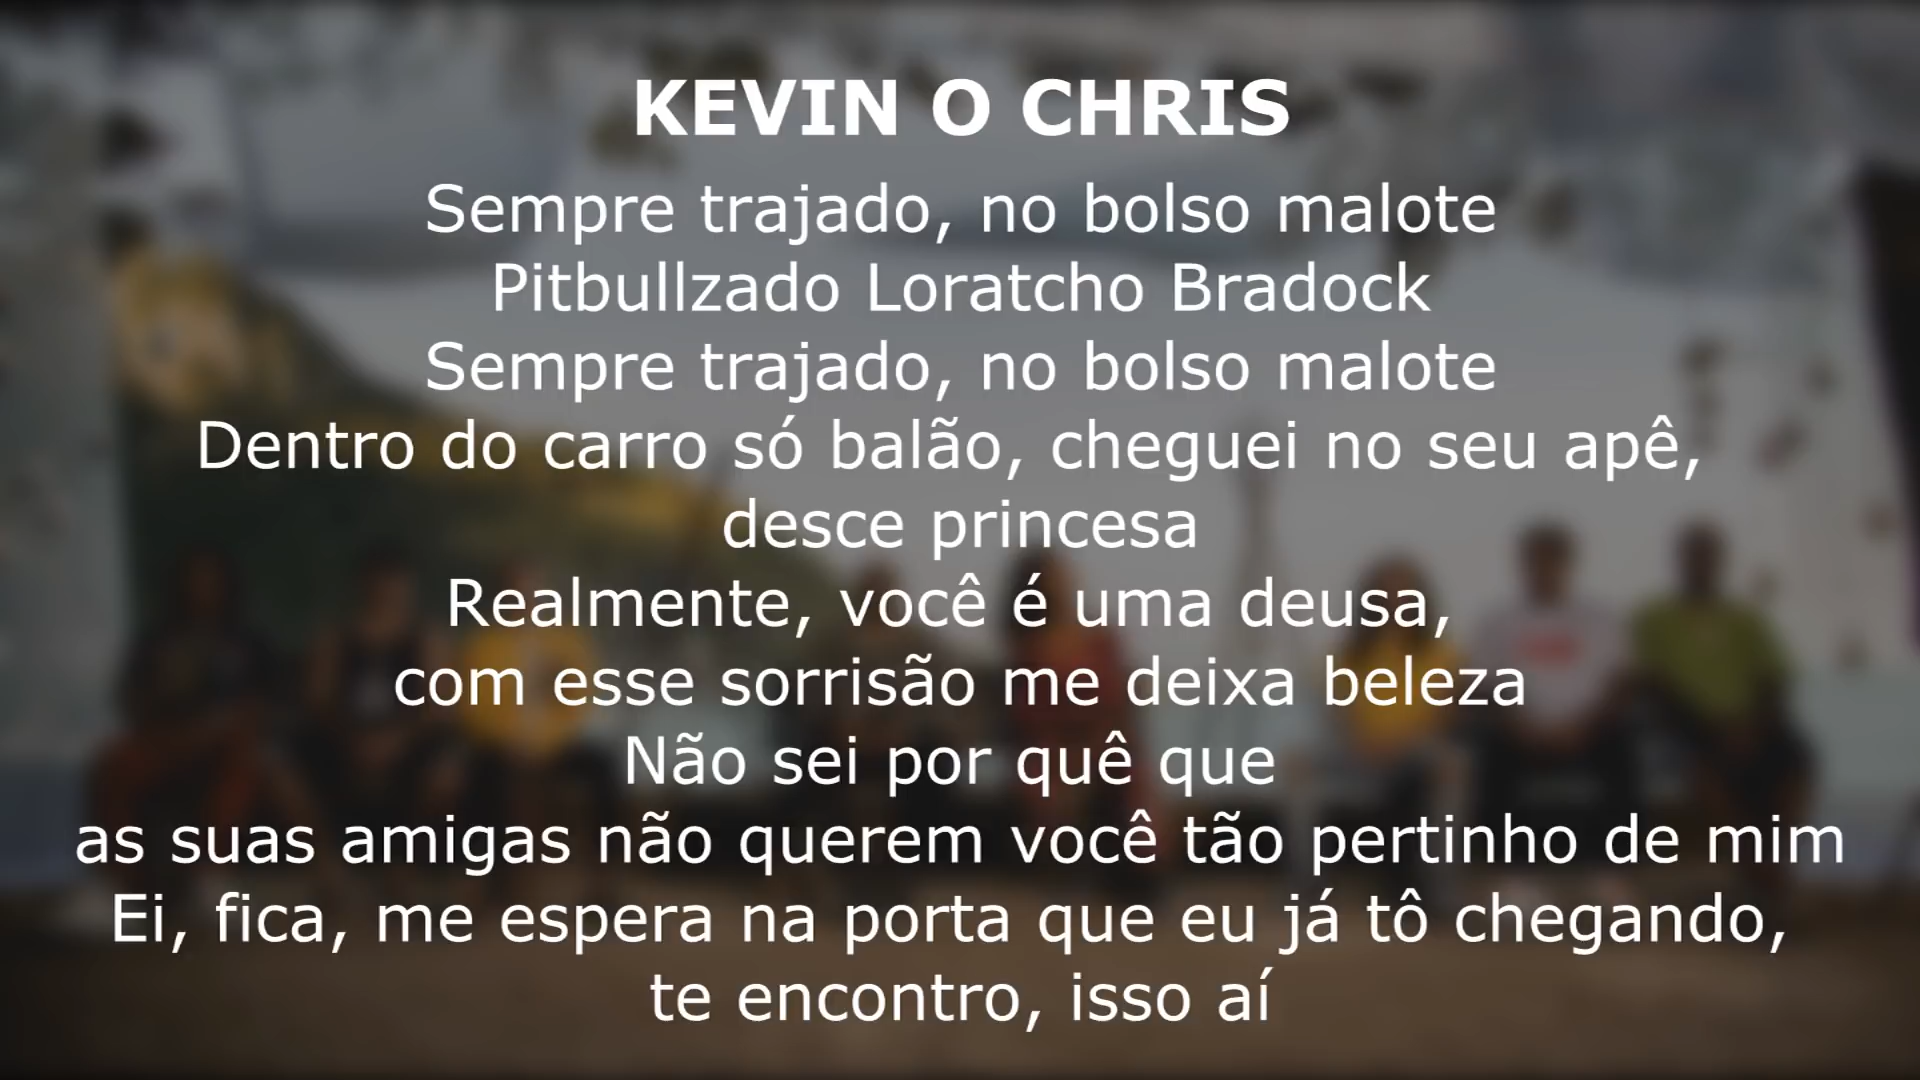 KEVIN O CHRIS
Sempre trajado, no bolso malote
Pitbullzado Loratcho Bradock
Sempre trajado, no bolso malote
Dentro do carro só balão, cheguei no seu apê,
desce princesa
Realmente, você é uma deusa,
com esse sorrisão me deixa beleza
Não sei por quê que
as suas amigas não querem você tão pertinho de mim
Ei, fica, me espera na porta que eu já tô chegando,
te encontro, isso aí